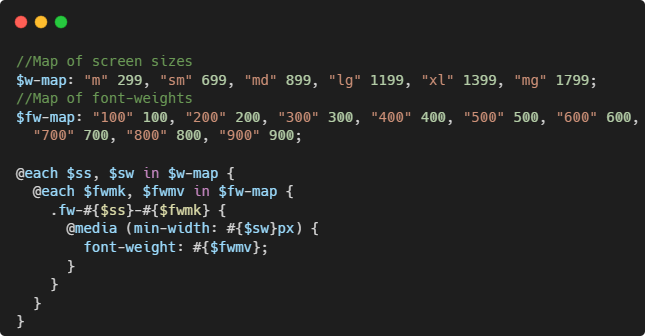 //Map of screen sizes
$w-map: "m" 299, "sm" 699, "md" 899, "lg" 1199, "xl" 1399, "mg" 1799;
//Map of font-weights
$fw-map: "100" 100, "200" 200, "300" 300, "400" 400, "500" 500, "600" 600,
  "700" 700, "800" 800, "900" 900;

@each $ss, $sw in $w-map {
  @each $fwmk, $fwmv in $fw-map {
    .fw-#{$ss}-#{$fwmk} {
      @media (min-width: #{$sw}px) {
        font-weight: #{$fwmv};
      }
    }
  }
}